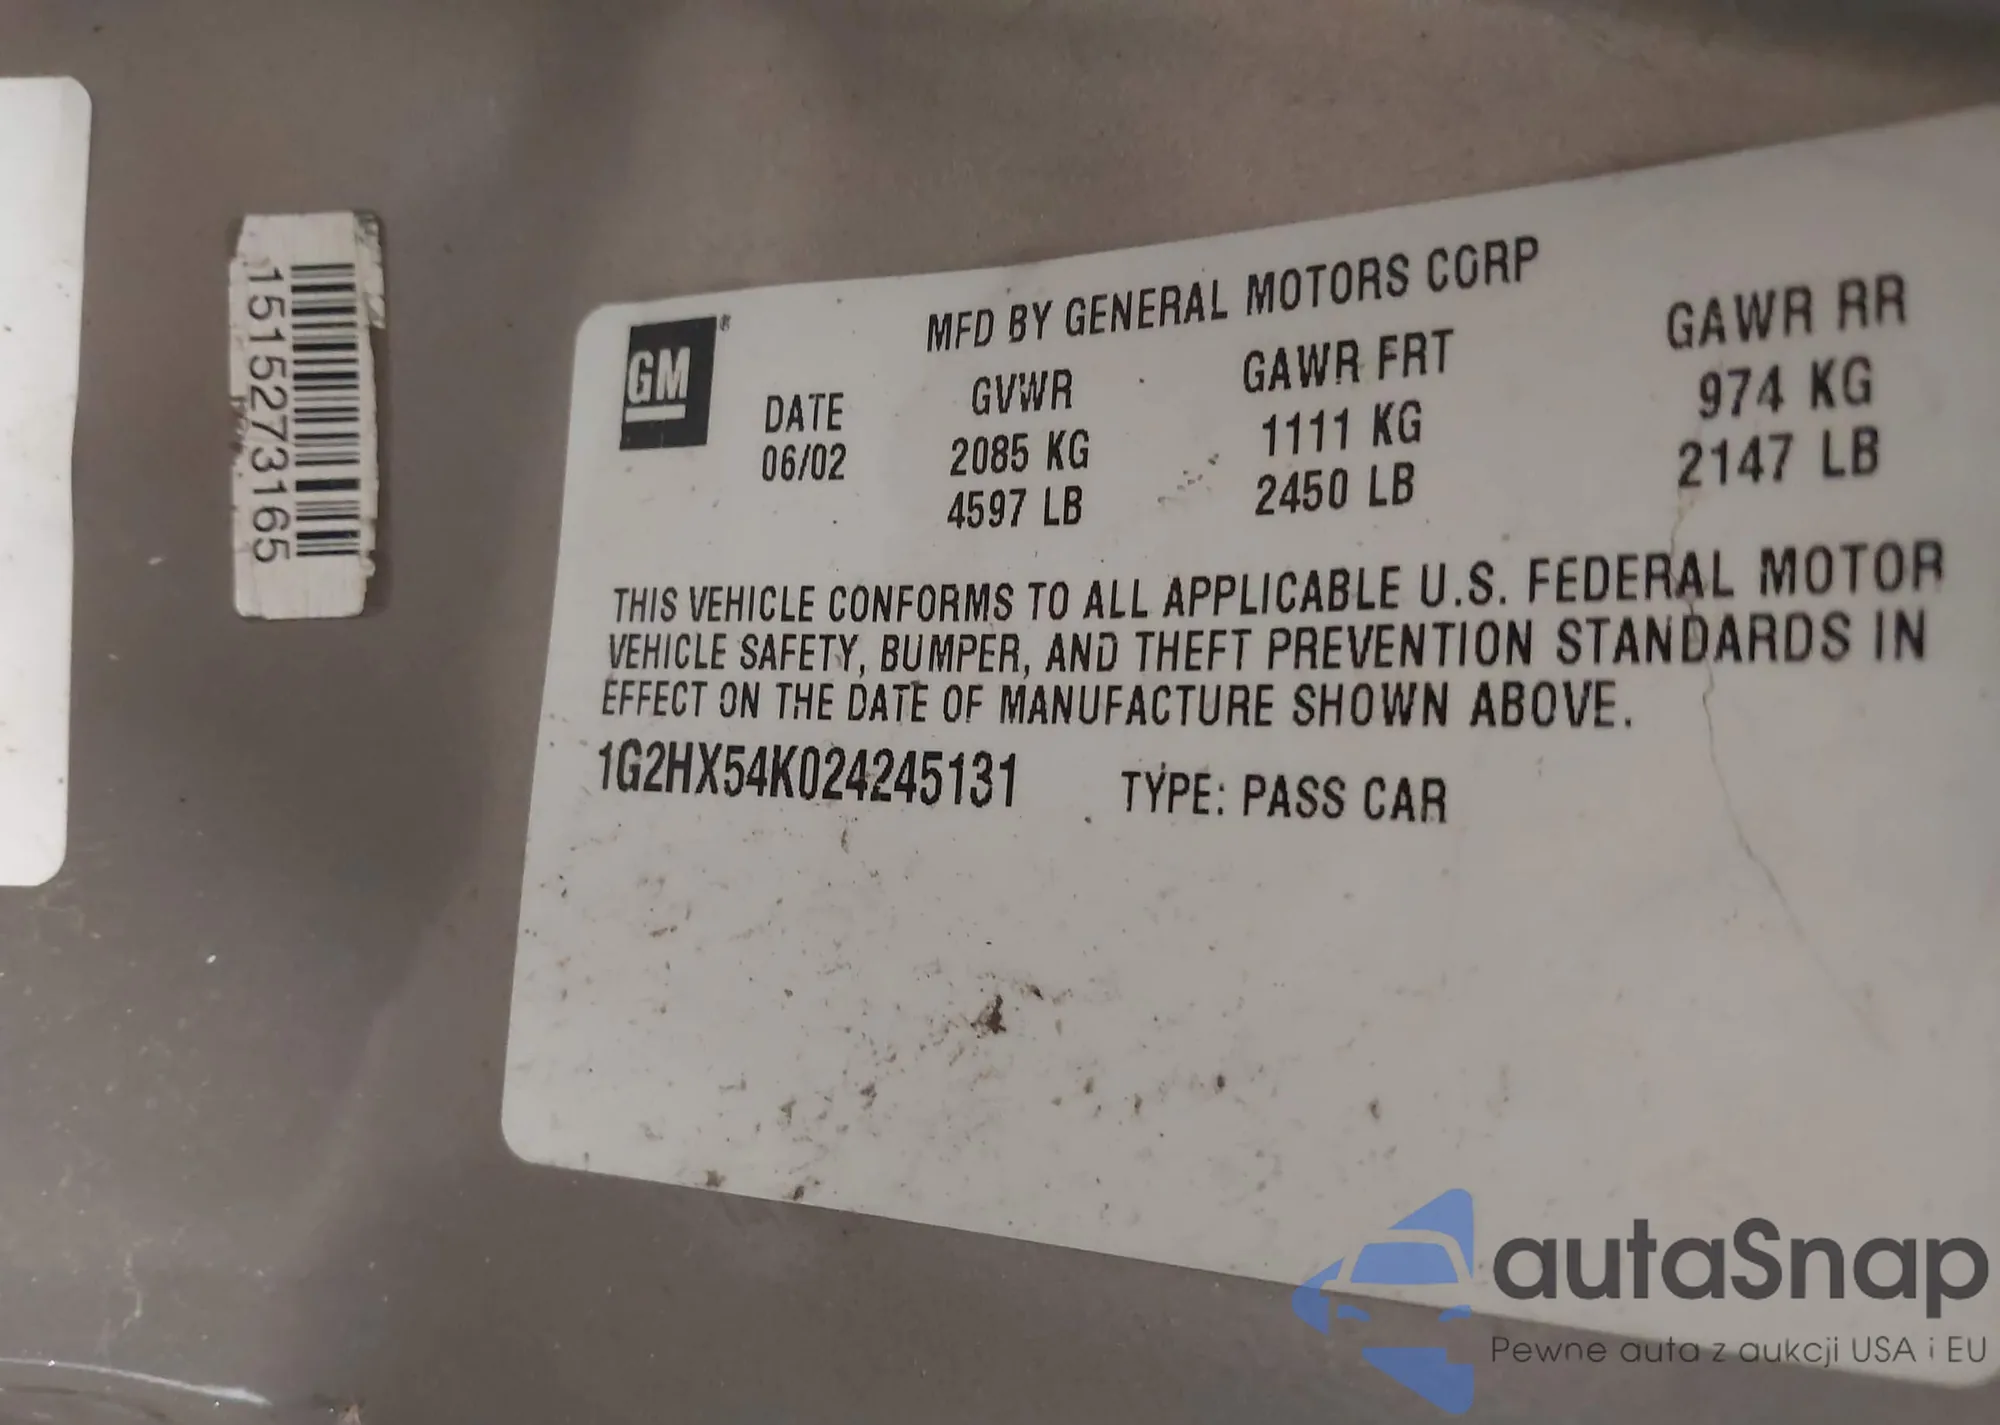 1515273165
GM®
MFD BY GENERAL MOTORS CORP
DATE GVWR GAWR FRT GAWR RR
06/02 2085 KG 1111 KG 974 KG
4597 LB 2450 LB 2147 LB
THIS VEHICLE CONFORMS TO ALL APPLICABLE U.S. FEDERAL MOTOR
VEHICLE SAFETY, BUMPER, AND THEFT PREVENTION STANDARDS IN
EFFECT ON THE DATE OF MANUFACTURE SHOWN ABOVE.
1G2HX54K024245131 TYPE: PASS CAR
autaSnap
Pewne auta z aukcji USA i EU